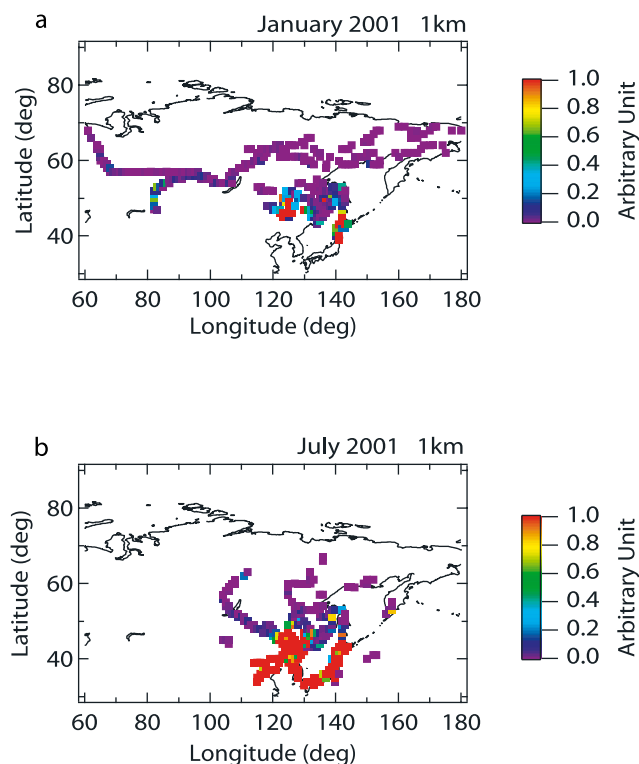 a
January 2001 1km
80
60
40
Latitude (deg)
60 80 100 120 140 160 180
Longitude (deg)
1.0
0.8
0.6
0.4
0.2
0.0
Arbitrary Unit
b
July 2001 1km
80
60
40
Latitude (deg)
60 80 100 120 140 160 180
Longitude (deg)
1.0
0.8
0.6
0.4
0.2
0.0
Arbitrary Unit